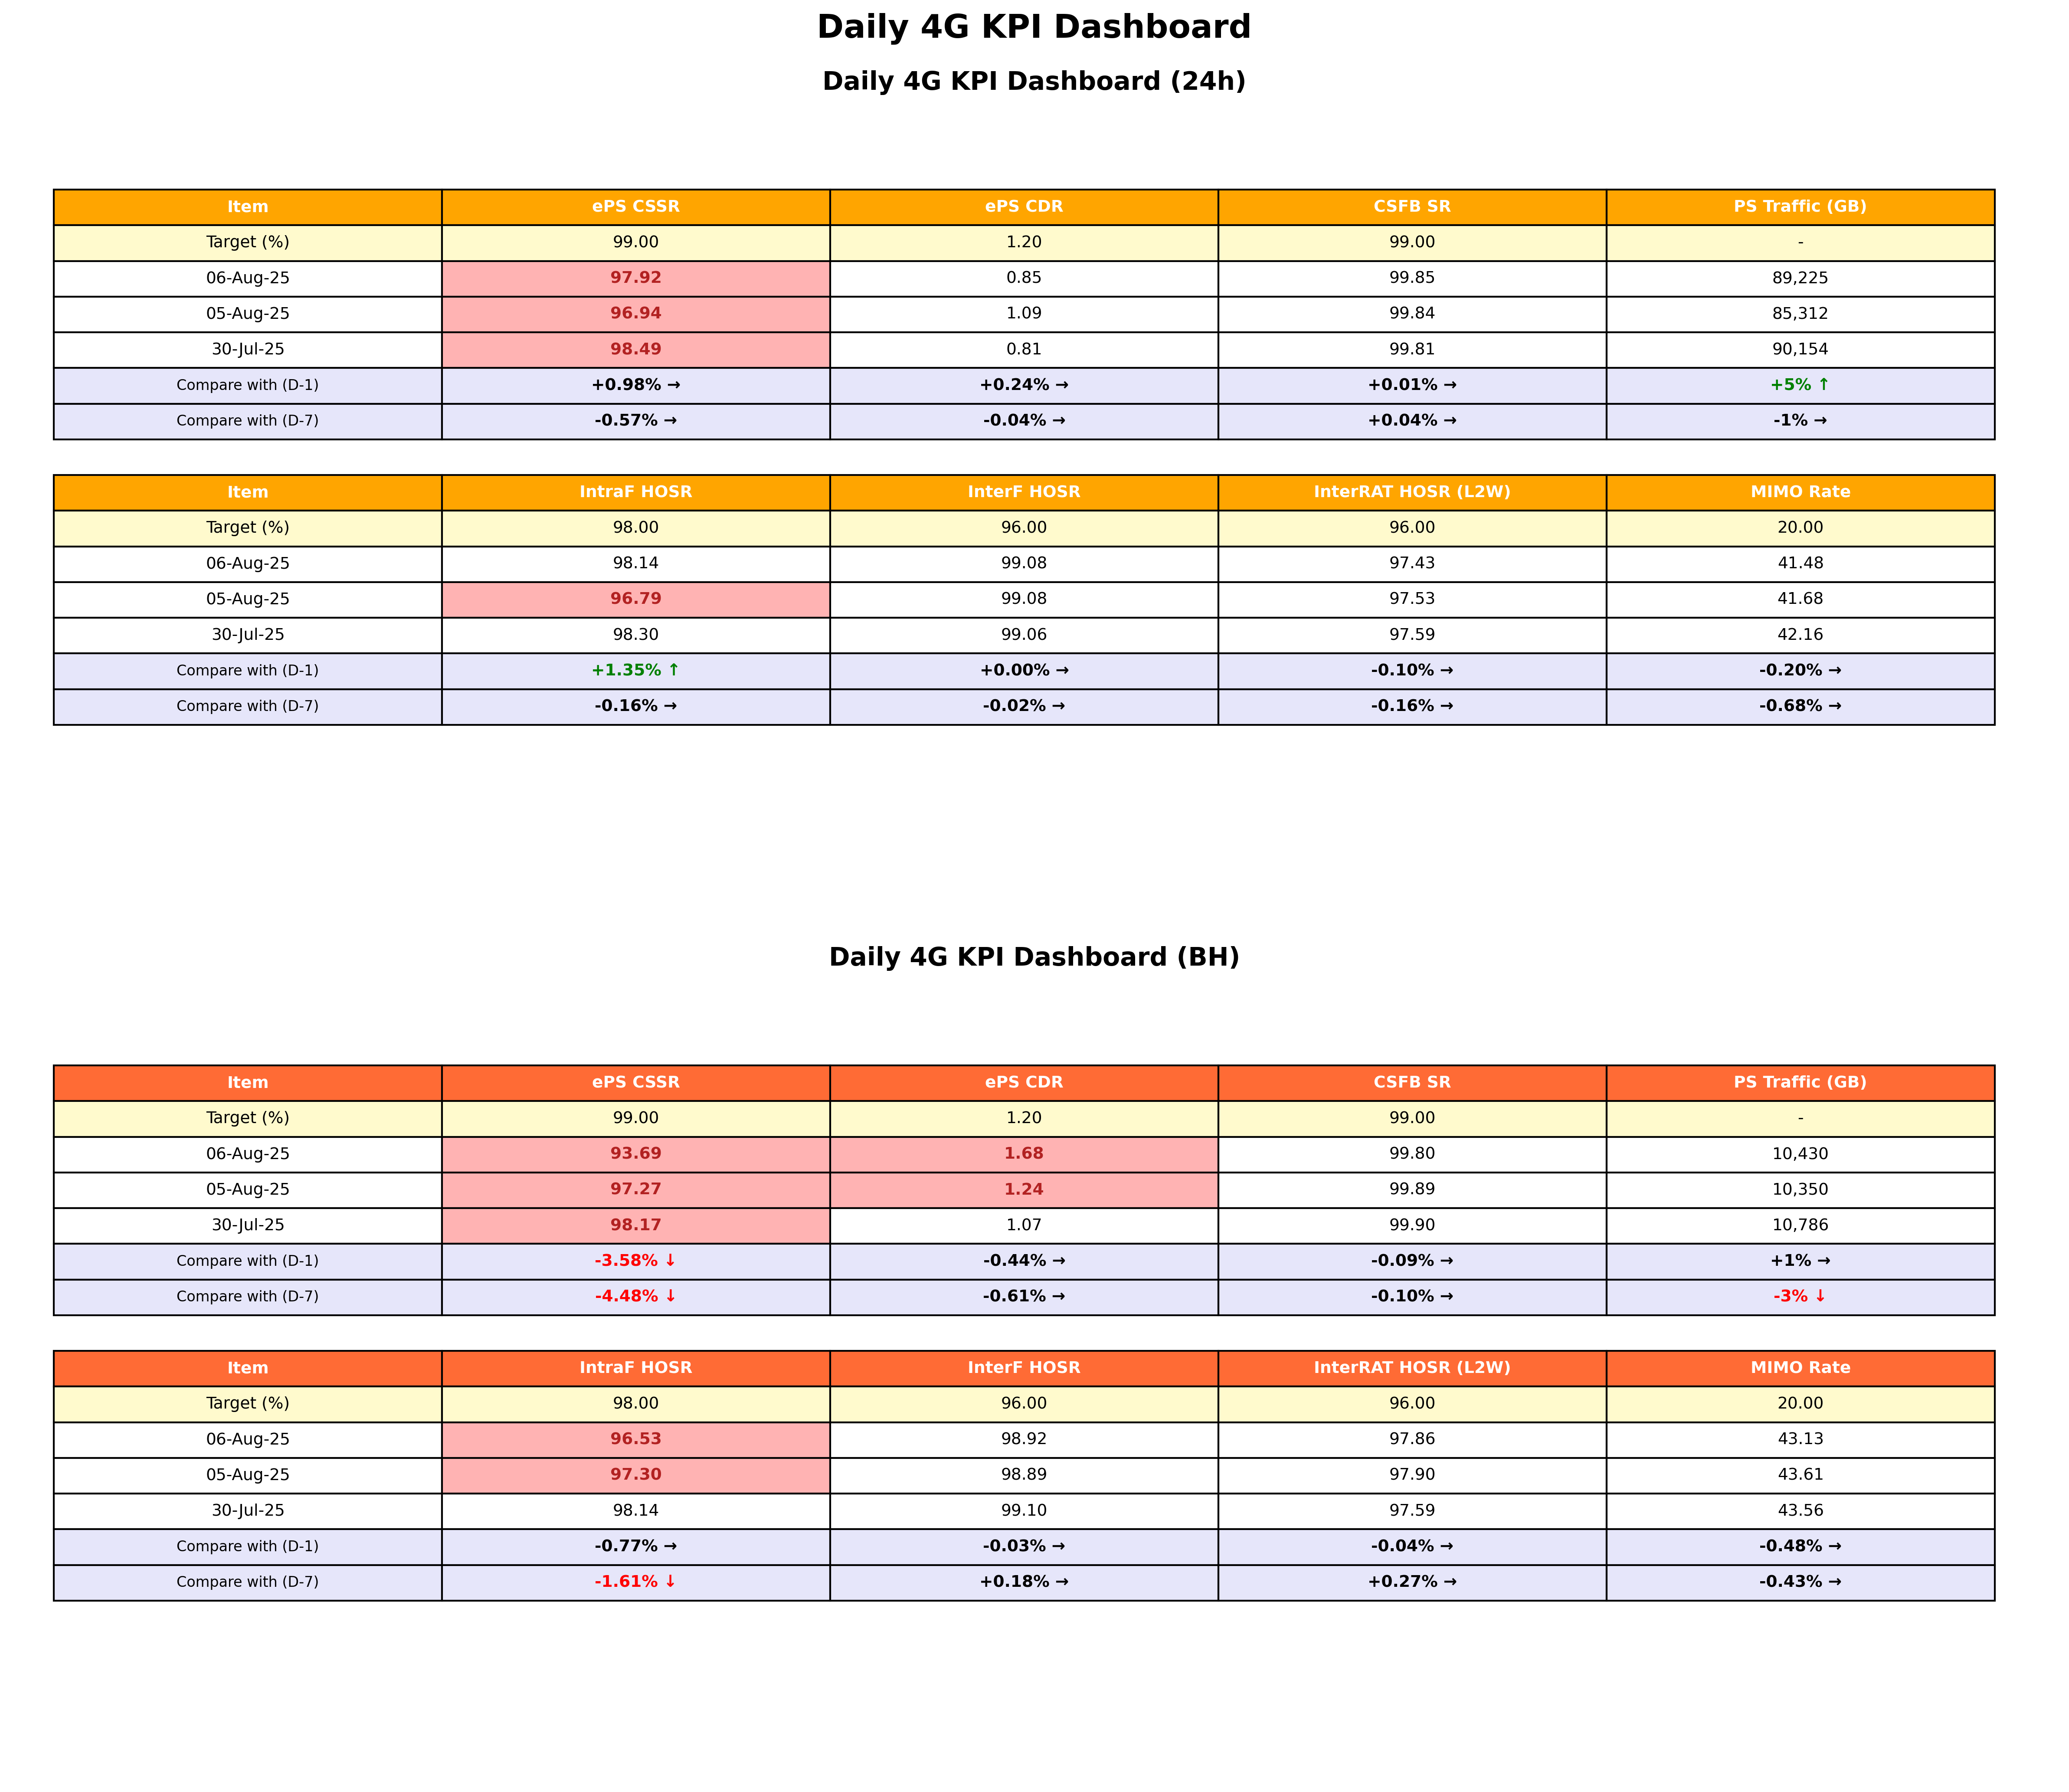 Daily 4G KPI Dashboard
Daily 4G KPI Dashboard (24h)
Item ePS CSSR ePS CDR CSFB SR PS Traffic (GB)
Target (%) 99.00 1.20 99.00 -
06-Aug-25 97.92 0.85 99.85 89,225
05-Aug-25 96.94 1.09 99.84 85,312
30-Jul-25 98.49 0.81 99.81 90,154
Compare with (D-1) +0.98% → +0.24% → +0.01% → +5% ↑
Compare with (D-7) -0.57% → -0.04% → +0.04% → -1% →
Item IntraF HOSR InterF HOSR InterRAT HOSR (L2W) MIMO Rate
Target (%) 98.00 96.00 96.00 20.00
06-Aug-25 98.14 99.08 97.43 41.48
05-Aug-25 96.79 99.08 97.53 41.68
30-Jul-25 98.30 99.06 97.59 42.16
Compare with (D-1) +1.35% ↑ +0.00% → -0.10% → -0.20% →
Compare with (D-7) -0.16% → -0.02% → -0.16% → -0.68% →
Daily 4G KPI Dashboard (BH)
Item ePS CSSR ePS CDR CSFB SR PS Traffic (GB)
Target (%) 99.00 1.20 99.00 -
06-Aug-25 93.69 1.68 99.80 10,430
05-Aug-25 97.27 1.24 99.89 10,350
30-Jul-25 98.17 1.07 99.90 10,786
Compare with (D-1) -3.58% ↓ -0.44% → -0.09% → +1% →
Compare with (D-7) -4.48% ↓ -0.61% → -0.10% → -3% ↓
Item IntraF HOSR InterF HOSR InterRAT HOSR (L2W) MIMO Rate
Target (%) 98.00 96.00 96.00 20.00
06-Aug-25 96.53 98.92 97.86 43.13
05-Aug-25 97.30 98.89 97.90 43.61
30-Jul-25 98.14 99.10 97.59 43.56
Compare with (D-1) -0.77% → -0.03% → -0.04% → -0.48% →
Compare with (D-7) -1.61% ↓ +0.18% → +0.27% → -0.43% →